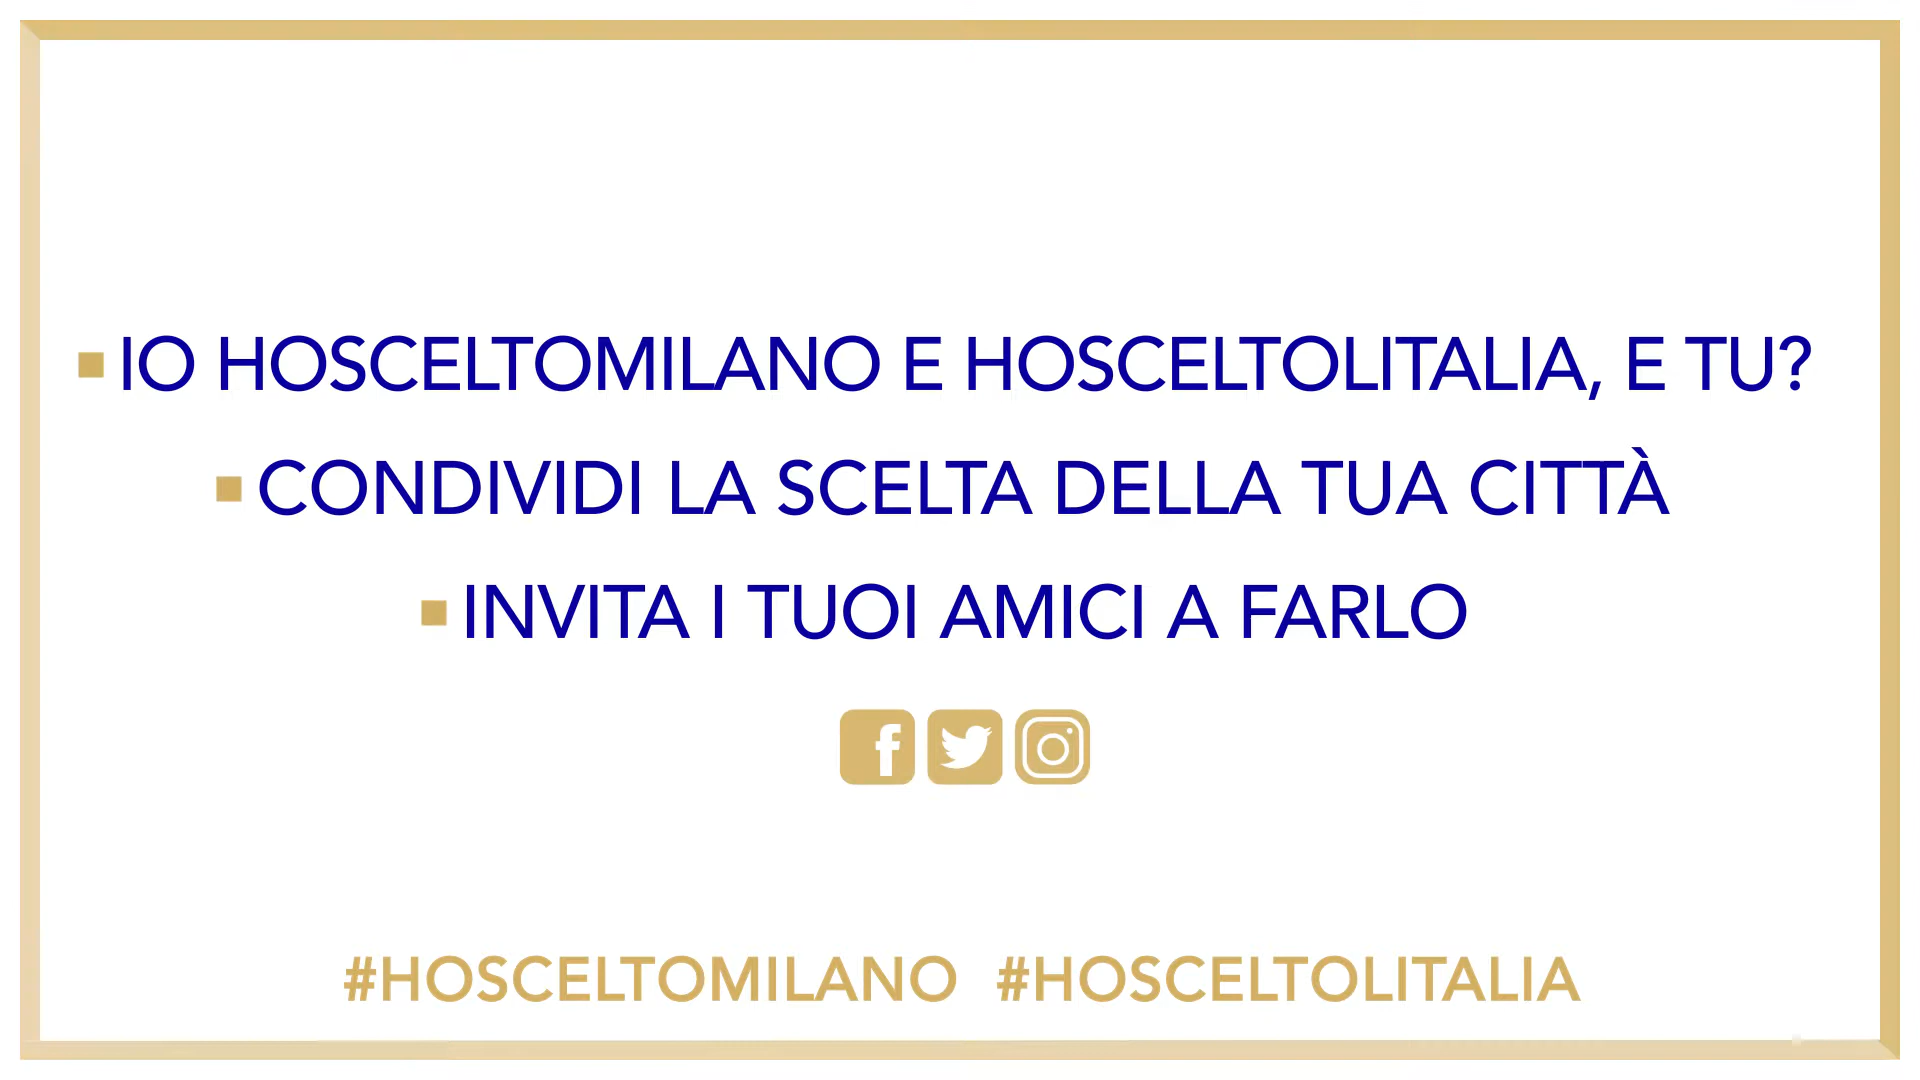 IO HOSCELTOMILANO E HOSCELTOLITALIA, E TU?
CONDIVIDI LA SCELTA DELLA TUA CITTÀ
INVITA I TUOI AMICI A FARLO
#HOSCELTOMILANO #HOSCELTOLITALIA